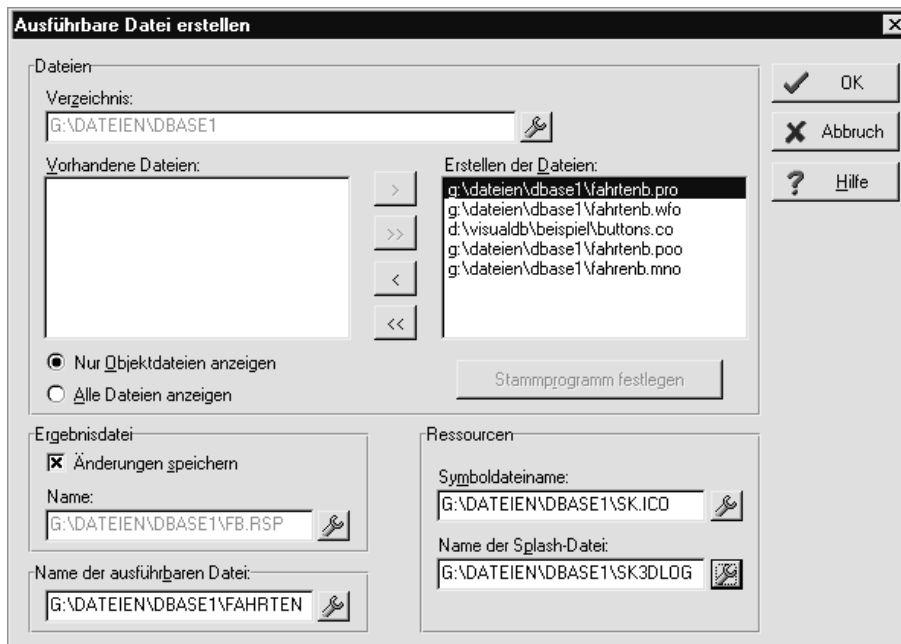 Ausführbare Datei erstellen
Dateien
Verzeichnis:
G:\DATEIEN\DBASE1
Vorhandene Dateien:
Erstellen der Dateien:
g:\dateien\dbase1\fahrtenb.pro
g:\dateien\dbase1\fahrtenb.wfo
d:\visualdb\beispiel\buttons.co
g:\dateien\dbase1\fahrtenb.poo
g:\dateien\dbase1\fahrenb.mno
>
>>
<
<<
Nur Objektdateien anzeigen
Alle Dateien anzeigen
Stammprogramm festlegen
OK
Abbruch
? Hilfe
Ergebnisdatei
Änderungen speichern
Name:
G:\DATEIEN\DBASE1\FB.RSP
Name der ausführbaren Datei:
G:\DATEIEN\DBASE1\FAHRTEN
Ressourcen
Symboldateiname:
G:\DATEIEN\DBASE1\SK.ICO
Name der Splash-Datei:
G:\DATEIEN\DBASE1\SK3DLOG